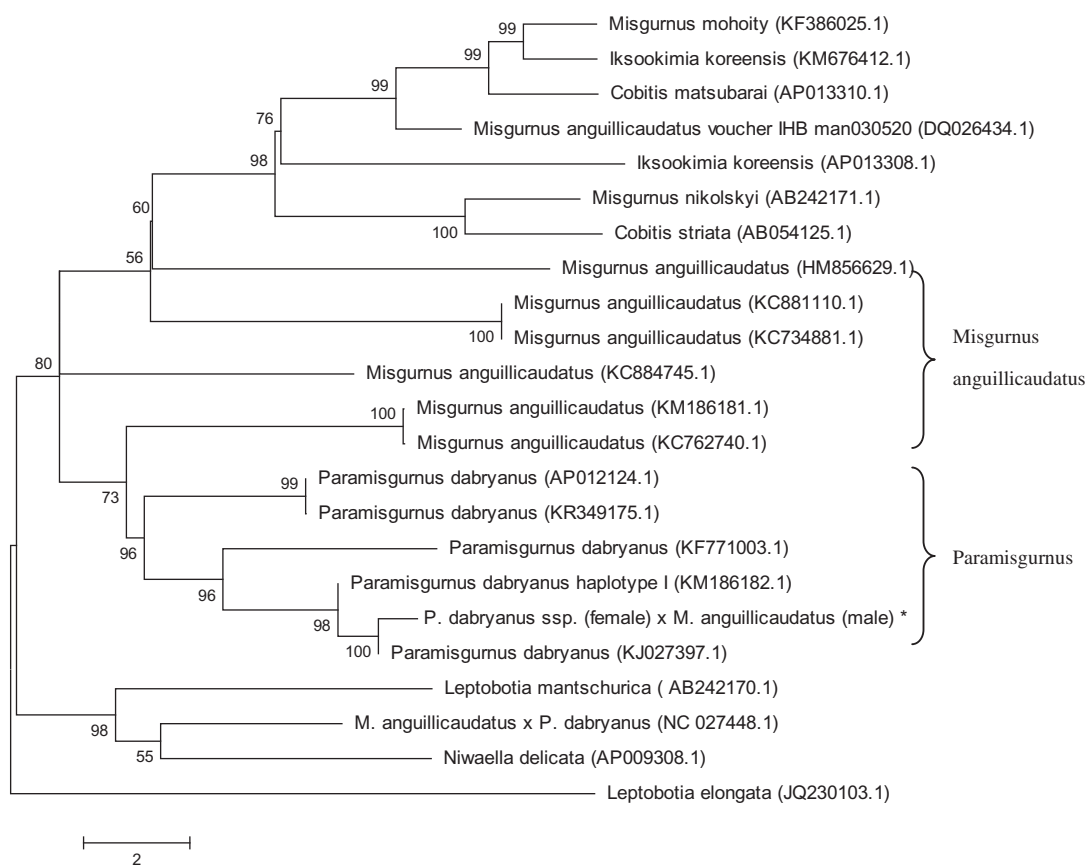 99
Misgurnus mohoity (KF386025.1)
99
Iksookimia koreensis (KM676412.1)
99
Cobitis matsubarai (AP013310.1)
76
Misgurnus anguillicaudatus voucher IHB man030520 (DQ026434.1)
98
Iksookimia koreensis (AP013308.1)
Misgurnus nikolskyi (AB242171.1)
60
100
Cobitis striata (AB054125.1)
56
Misgurnus anguillicaudatus (HM856629.1)
Misgurnus anguillicaudatus (KC881110.1)
100
Misgurnus anguillicaudatus (KC734881.1)
Misgurnus
anguillicaudatus
80
Misgurnus anguillicaudatus (KC884745.1)
100
Misgurnus anguillicaudatus (KM186181.1)
Misgurnus anguillicaudatus (KC762740.1)
73
99
Paramisgurnus dabryanus (AP012124.1)
Paramisgurnus dabryanus (KR349175.1)
96
Paramisgurnus dabryanus (KF771003.1)
Paramisgurnus
96
Paramisgurnus dabryanus haplotype I (KM186182.1)
98
P. dabryanus ssp. (female) x M. anguillicaudatus (male) *
100
Paramisgurnus dabryanus (KJ027397.1)
Leptobotia mantschurica ( AB242170.1)
98
M. anguillicaudatus x P. dabryanus (NC 027448.1)
55
Niwaella delicata (AP009308.1)
Leptobotia elongata (JQ230103.1)
2